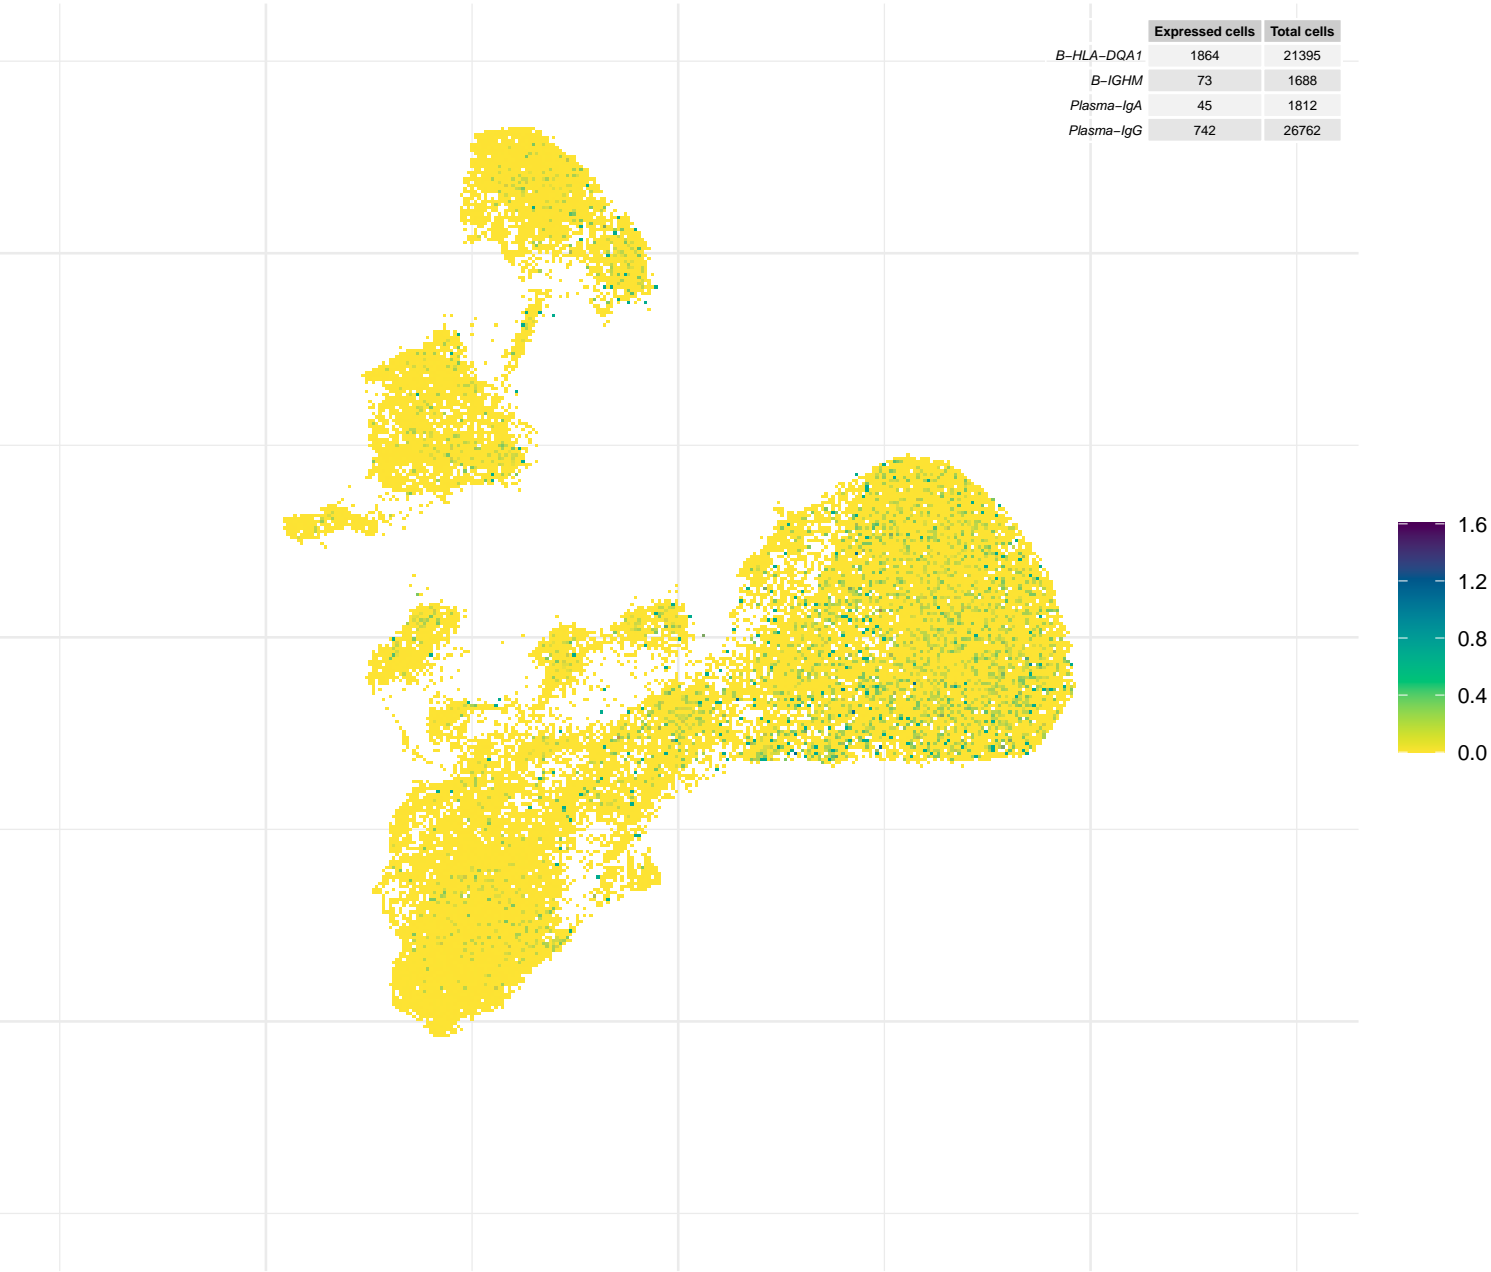 Expressed cells Total cells
B−HLA−DQA1 1864 21395
B−IGHM 73 1688
Plasma−IgA 45 1812
Plasma−IgG 742 26762
1.6
1.2
0.8
0.4
0.0